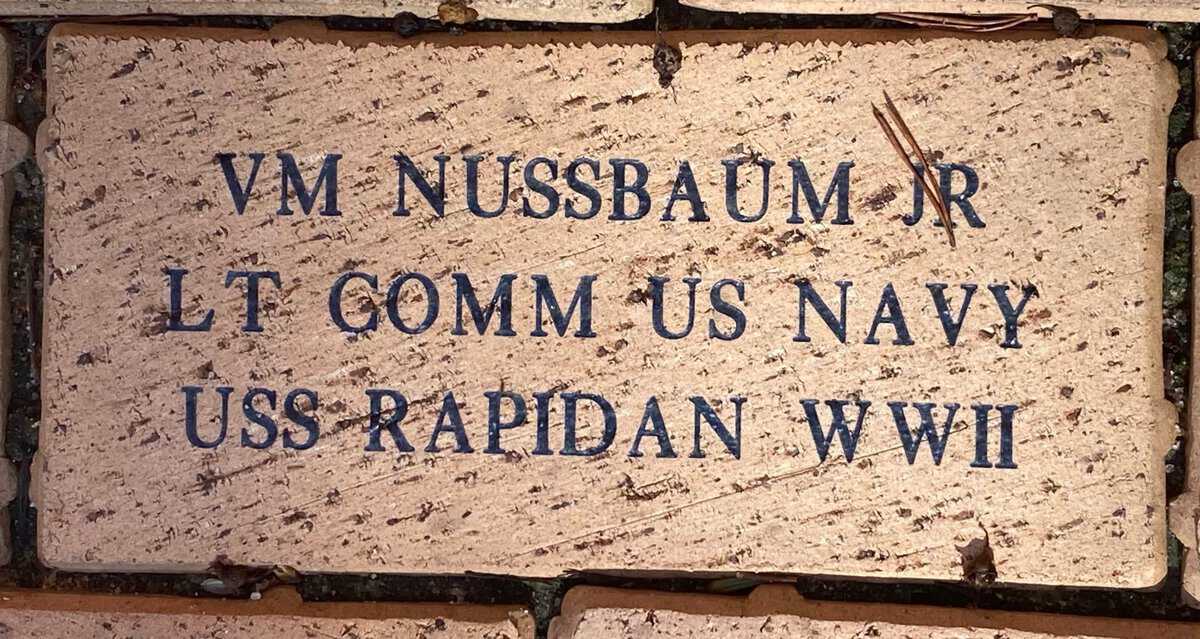 VM NUSSBAUM JR
LT COMM US NAVY
USS RAPIDAN WWII